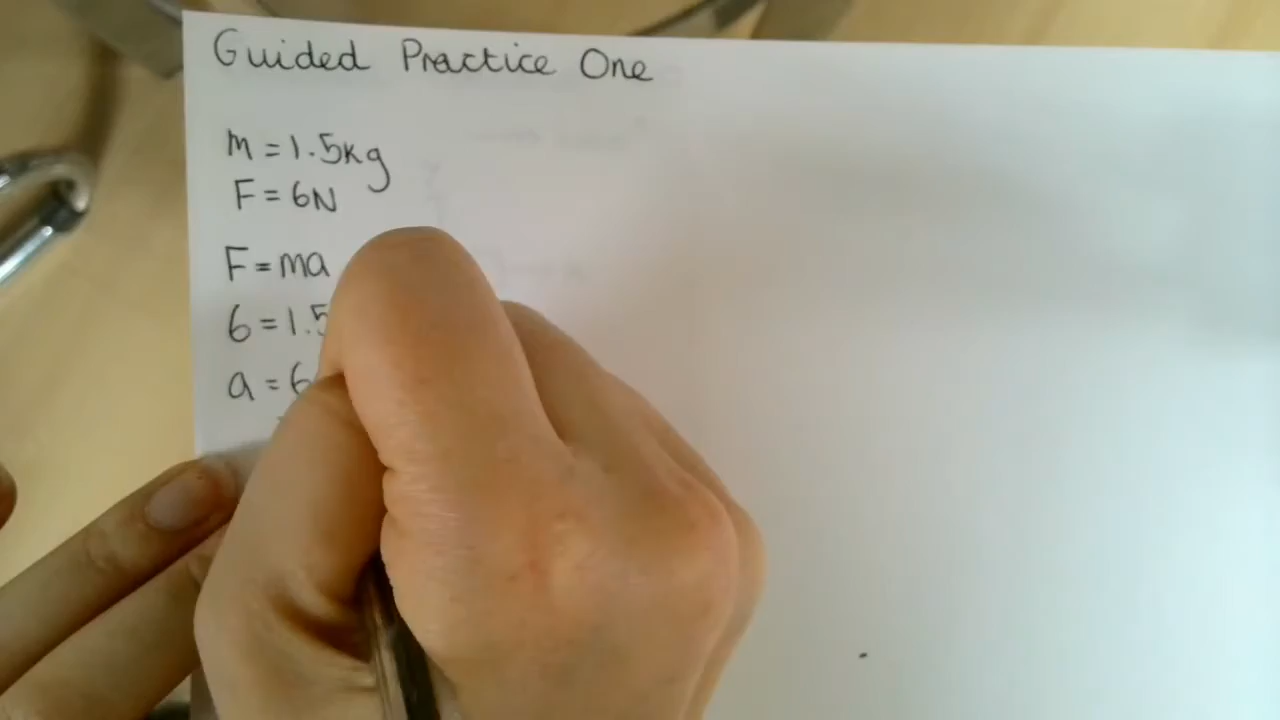 Guided Practice One
m = 1.5kg
F = 6N
F = ma
6 = 1.5
a = 6